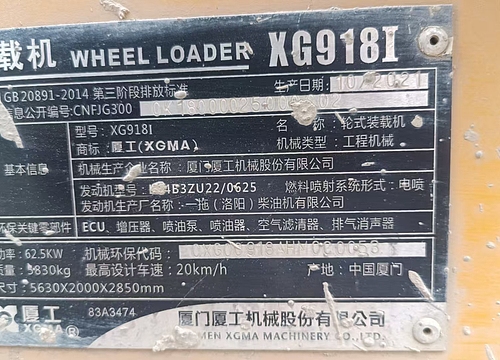 载机 WHEEL LOADER XG918I
GB20891-2014 第三阶段排放标准 生产日期: 10/2021
信息公开编号:CNFJG300
型号:XG918I 名称:轮式装载机
商标:厦工(XGMA) 机械类型:工程机械
基本信息 机械生产企业名称:厦门厦工机械股份有限公司
4B3ZU22/0625 燃料喷射系统形式:电喷
发动机生产厂名称:一拖(洛阳)柴油机有限公司
环保关键零部件 ECU、增压器、喷油泵、喷油器、空气滤清器、排气消声器
功率:62.5KW 机械环保代码:
5830kg 最高设计车速:20km/h 产地:中国厦门
尺寸:5630X2000X2850mm
厦工 XGMA® 83A3474 厦门厦工机械股份有限公司
XIAMEN XGMA MACHINERY CO.,LTD.